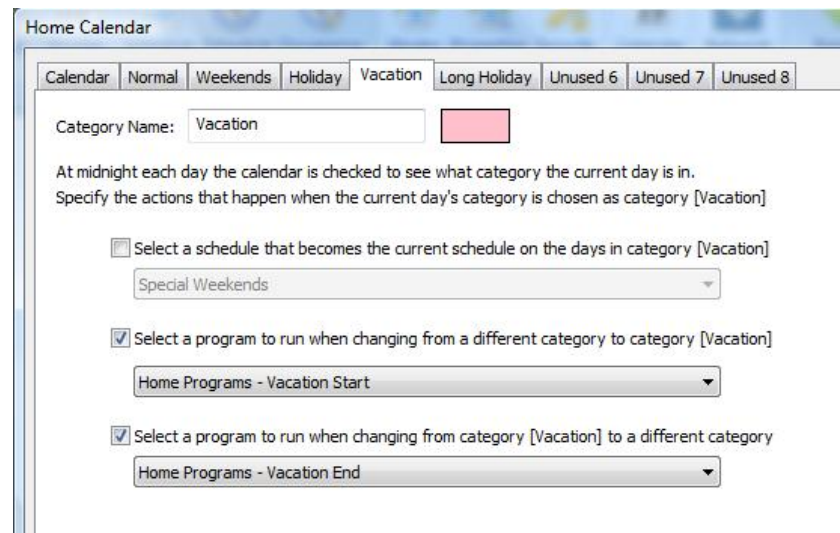 Home Calendar
Calendar Normal Weekends Holiday Vacation Long Holiday Unused 6 Unused 7 Unused 8
Category Name: Vacation
At midnight each day the calendar is checked to see what category the current day is in.
Specify the actions that happen when the current day's category is chosen as category [Vacation]
Select a schedule that becomes the current schedule on the days in category [Vacation]
Special Weekends
Select a program to run when changing from a different category to category [Vacation]
Home Programs - Vacation Start
Select a program to run when changing from category [Vacation] to a different category
Home Programs - Vacation End